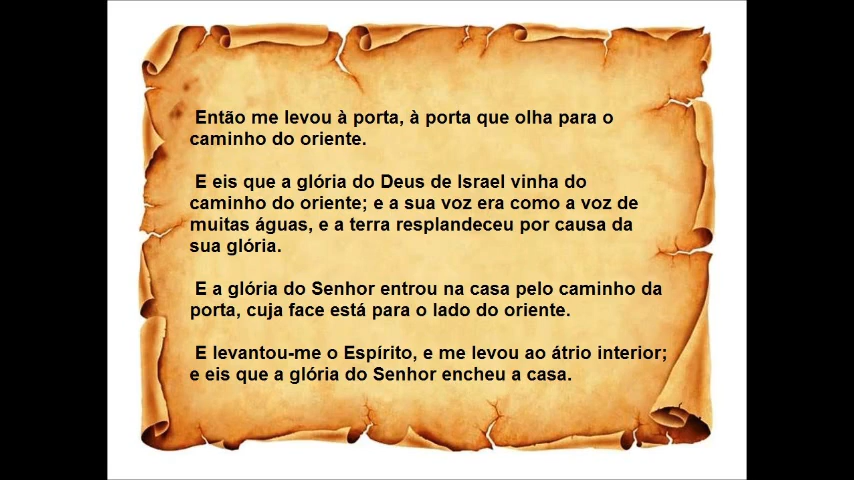 Então me levou à porta, à porta que olha para o
caminho do oriente.
E eis que a glória do Deus de Israel vinha do
caminho do oriente; e a sua voz era como a voz de
muitas águas, e a terra resplandeceu por causa da
sua glória.
E a glória do Senhor entrou na casa pelo caminho da
porta, cuja face está para o lado do oriente.
E levantou-me o Espírito, e me levou ao átrio interior;
e eis que a glória do Senhor encheu a casa.